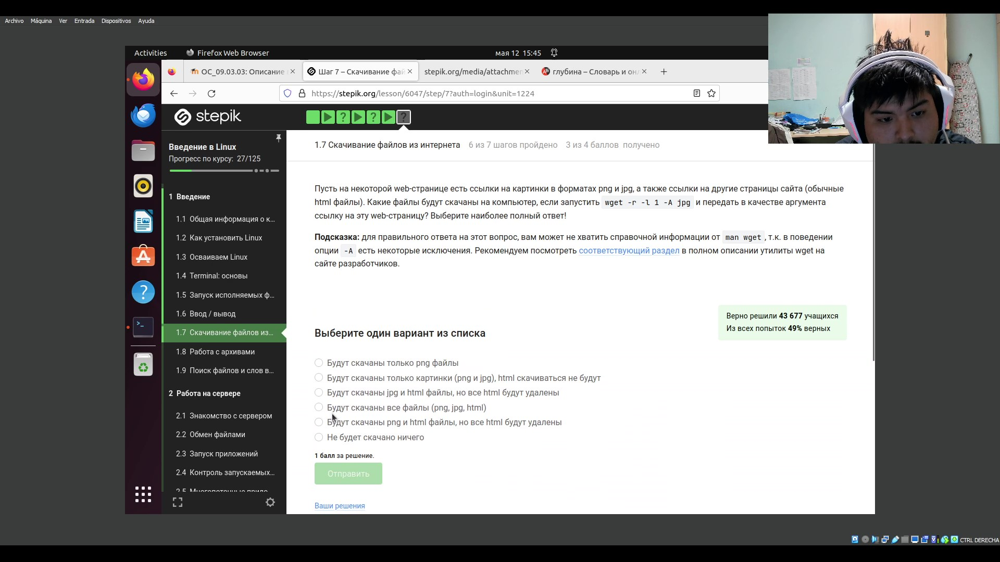 Archivo Máquina Ver Entrada Dispositivos Ayuda
Activities Firefox Web Browser мая 12 15:45
ОС_09.03.03: Описание
Шаг 7 – Скачивание фай
stepik.org/media/attachmen
глубина – Словарь и онл
https://stepik.org/lesson/6047/step/7?auth=login&unit=1224
stepik
Введение в Linux
Прогресс по курсу: 27/125
1 Введение
1.1 Общая информация о к...
1.2 Как установить Linux
1.3 Осваиваем Linux
1.4 Terminal: основы
1.5 Запуск исполняемых ф...
1.6 Ввод / вывод
1.7 Скачивание файлов из...
1.8 Работа с архивами
1.9 Поиск файлов и слов в...
2 Работа на сервере
2.1 Знакомство с сервером
2.2 Обмен файлами
2.3 Запуск приложений
2.4 Контроль запускаемых...
1.7 Скачивание файлов из интернета 6 из 7 шагов пройдено 3 из 4 баллов получено
Пусть на некоторой web-странице есть ссылки на картинки в форматах png и jpg, а также ссылки на другие страницы сайта (обычные
html файлы). Какие файлы будут скачаны на компьютер, если запустить wget -r -l 1 -A jpg и передать в качестве аргумента
ссылку на эту web-страницу? Выберите наиболее полный ответ!
Подсказка: для правильного ответа на этот вопрос, вам может не хватить справочной информации от man wget, т.к. в поведении
опции -A есть некоторые исключения. Рекомендуем посмотреть соответствующий раздел в полном описании утилиты wget на
сайте разработчиков.
Верно решили 43 677 учащихся
Из всех попыток 49% верных
Выберите один вариант из списка
Будут скачаны только png файлы
Будут скачаны только картинки (png и jpg), html скачиваться не будут
Будут скачаны jpg и html файлы, но все html будут удалены
Будут скачаны все файлы (png, jpg, html)
Будут скачаны png и html файлы, но все html будут удалены
Не будет скачано ничего
1 балл за решение.
Отправить
Ваши решения
CTRL DERECHA